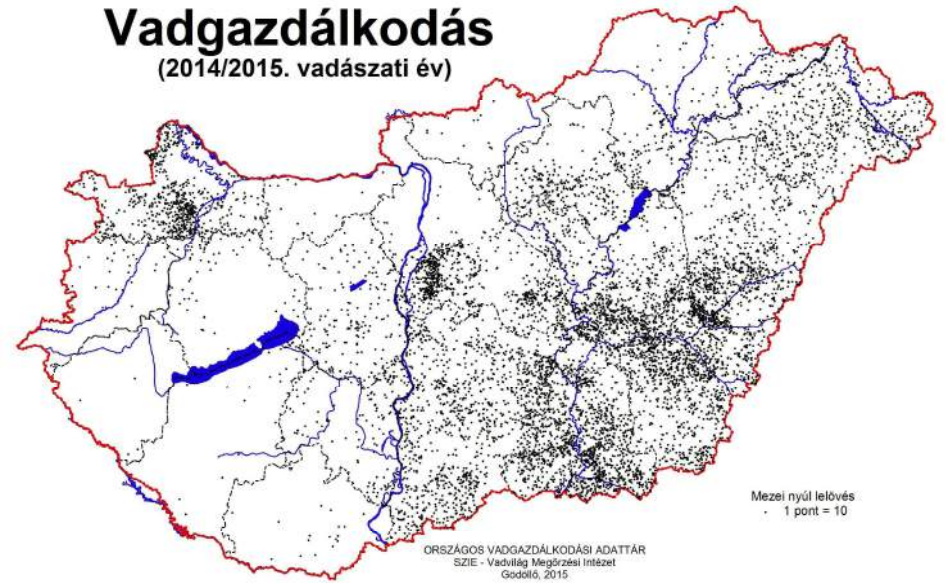 Vadgazdálkodás
(2014/2015. vadászati év)
Mezei nyúl lelövés
. 1 pont = 10
ORSZÁGOS VADGAZDÁLKODÁSI ADATTÁR
SZIE - Vadvilág Megőrzési Intézet
Gödöllő, 2015